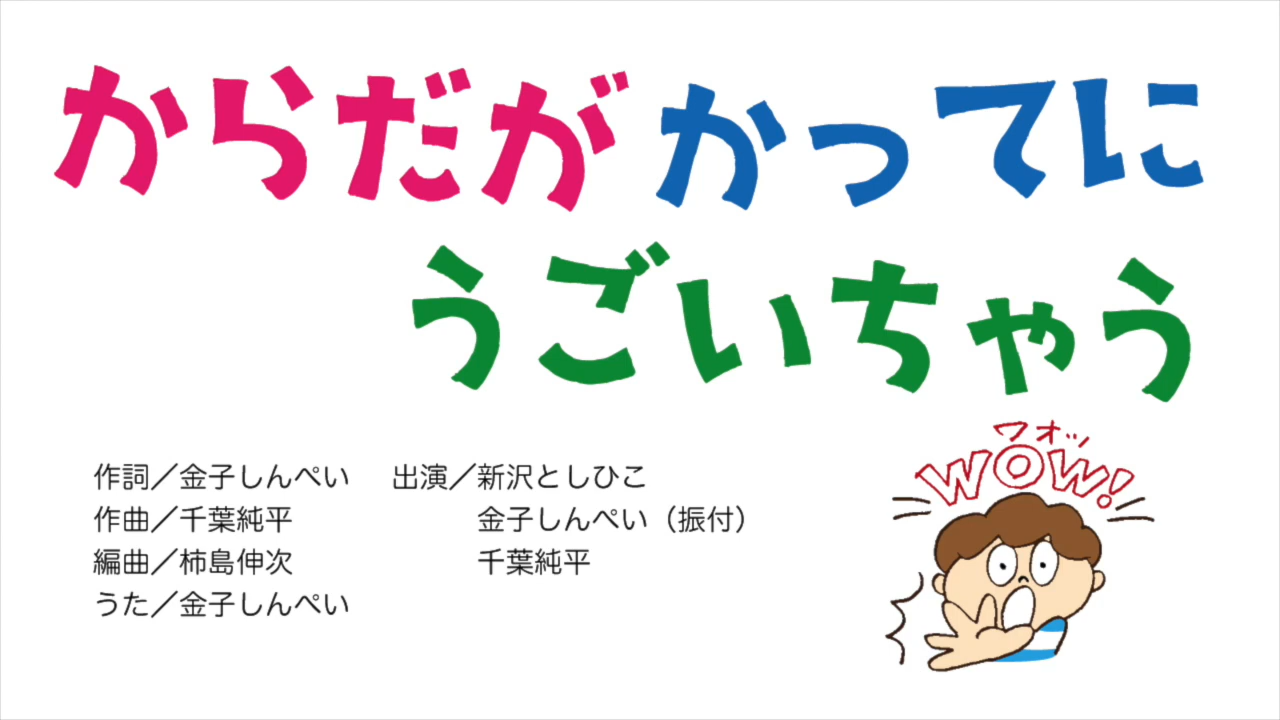 からだが かってに
うごいちゃう
作詞／金子しんぺい
作曲／千葉純平
編曲／柿島伸次
うた／金子しんぺい
出演／新沢としひこ
金子しんぺい（振付）
千葉純平
ワオッ
WOW!